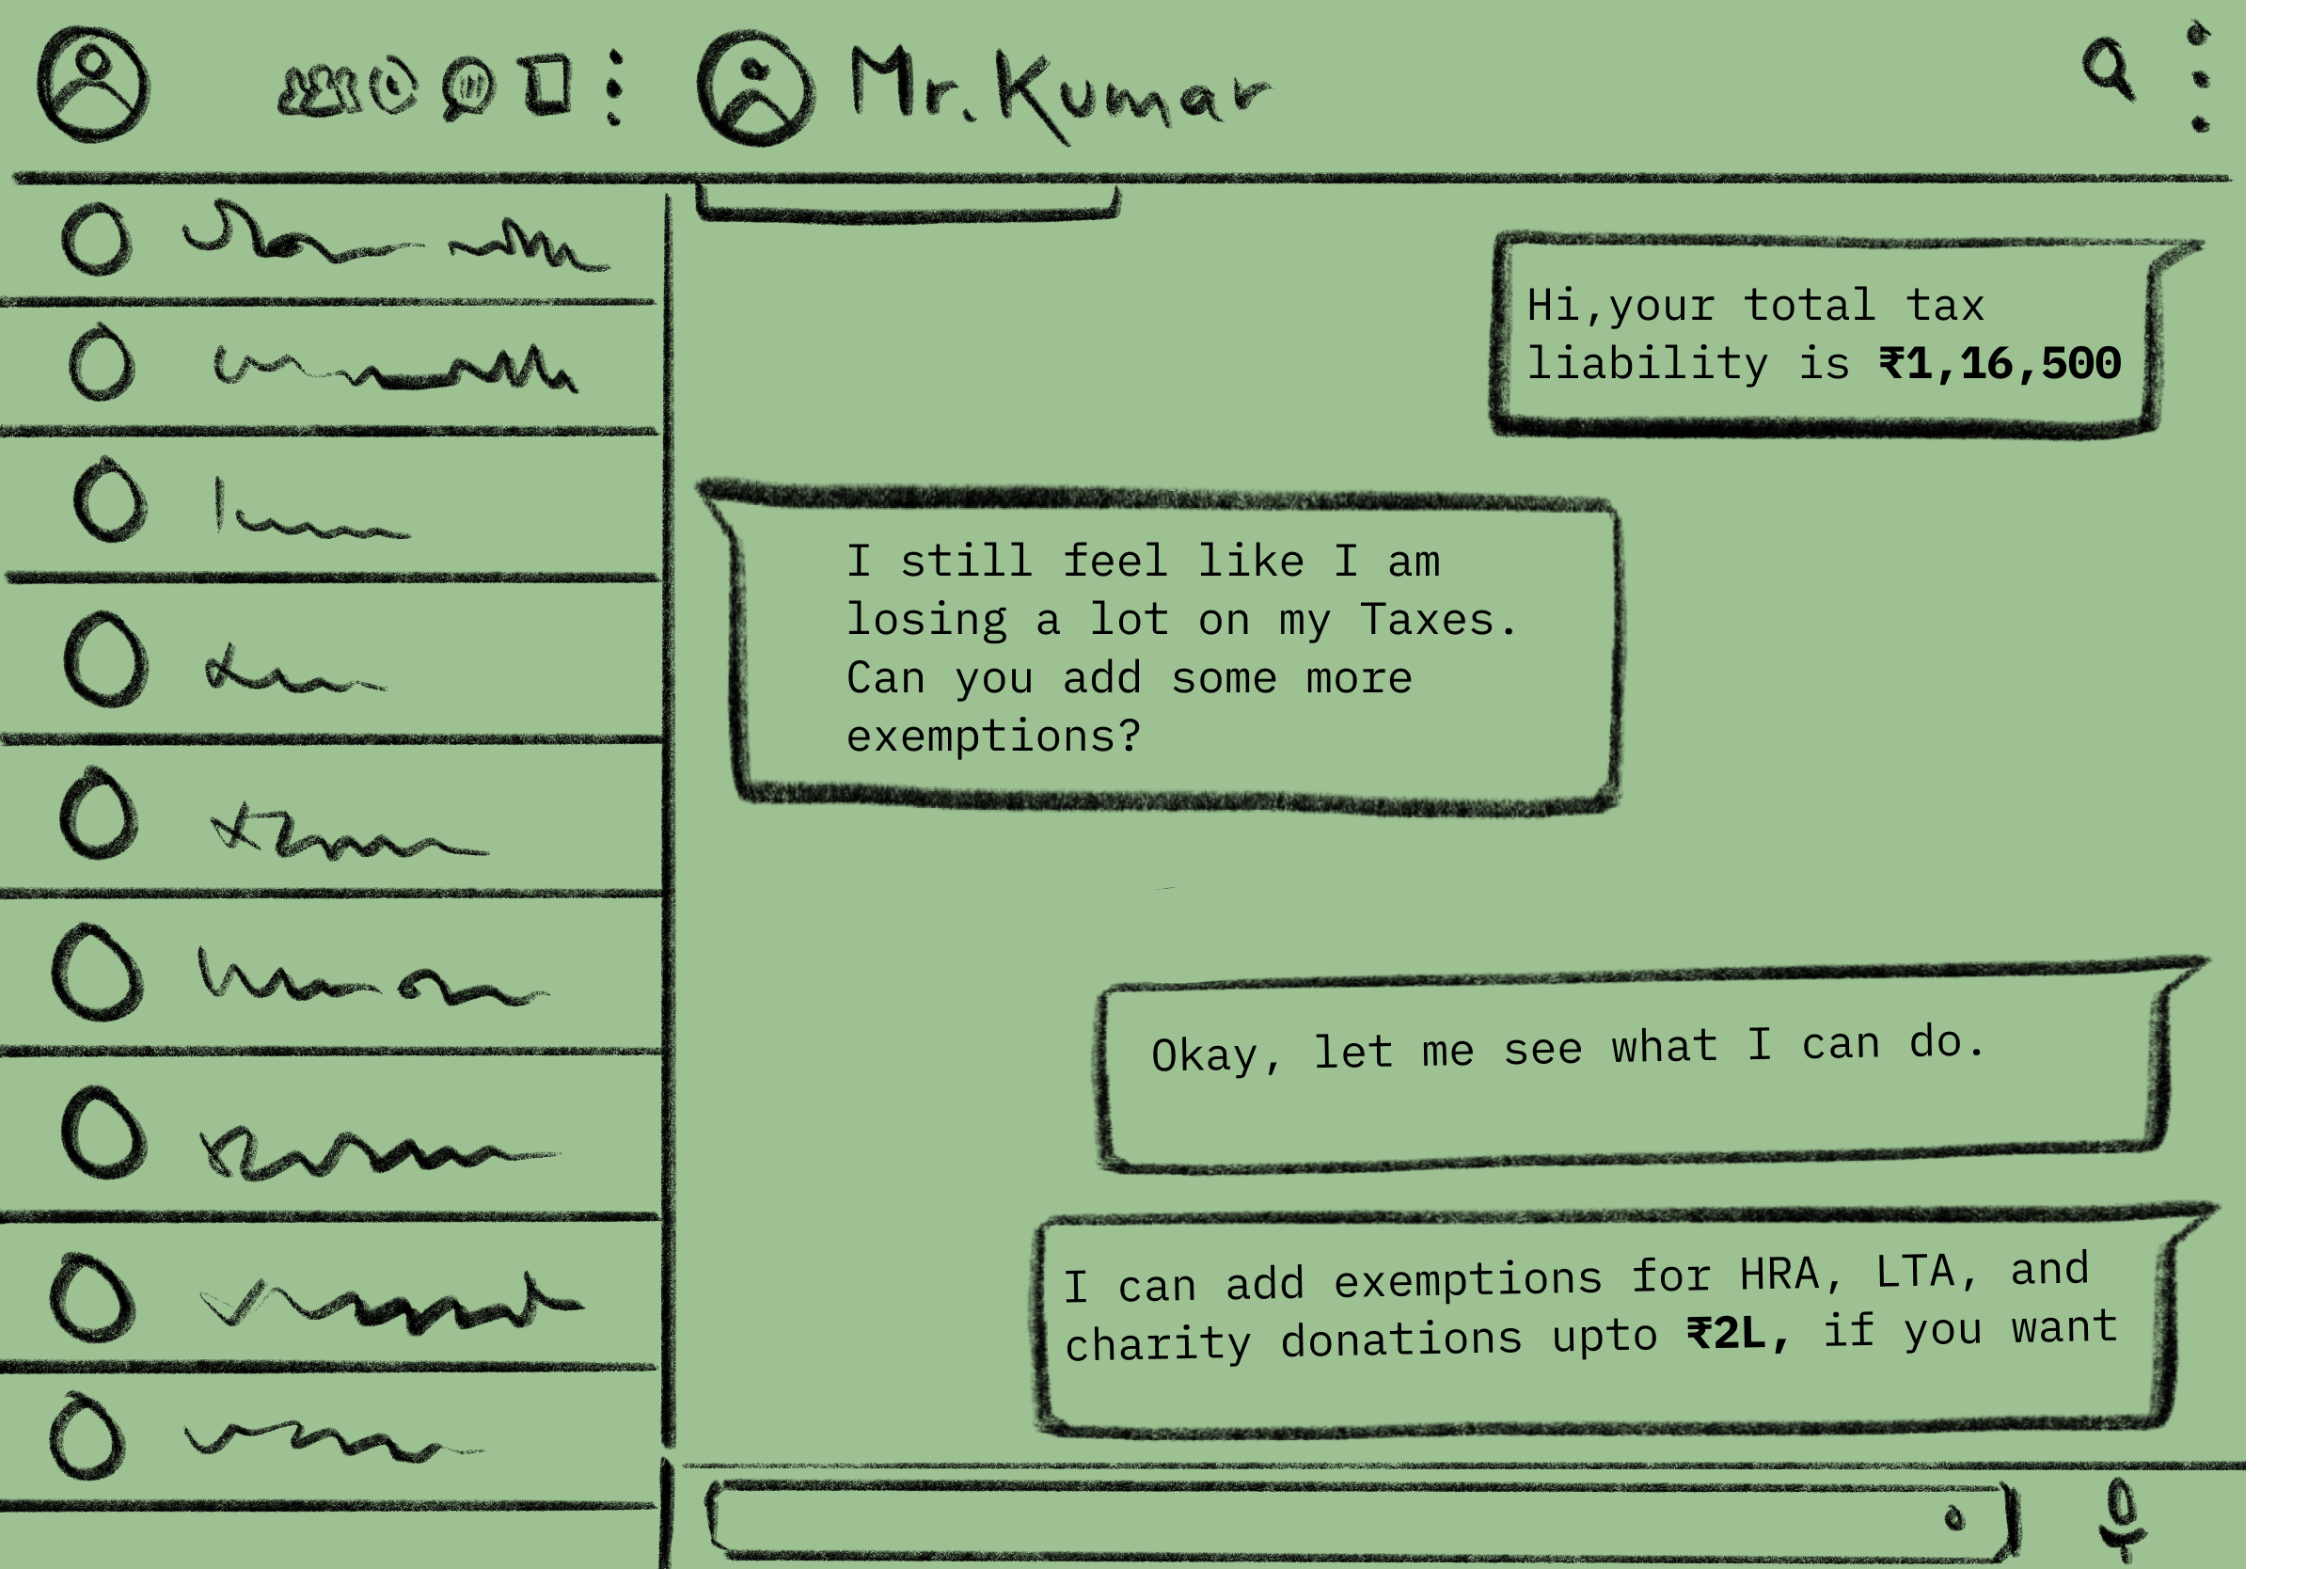 Mr. Kumar
Hi,your total tax
liability is ₹1,16,500
I still feel like I am
losing a lot on my Taxes.
Can you add some more
exemptions?
Okay, let me see what I can do.
I can add exemptions for HRA, LTA, and
charity donations upto ₹2L, if you want